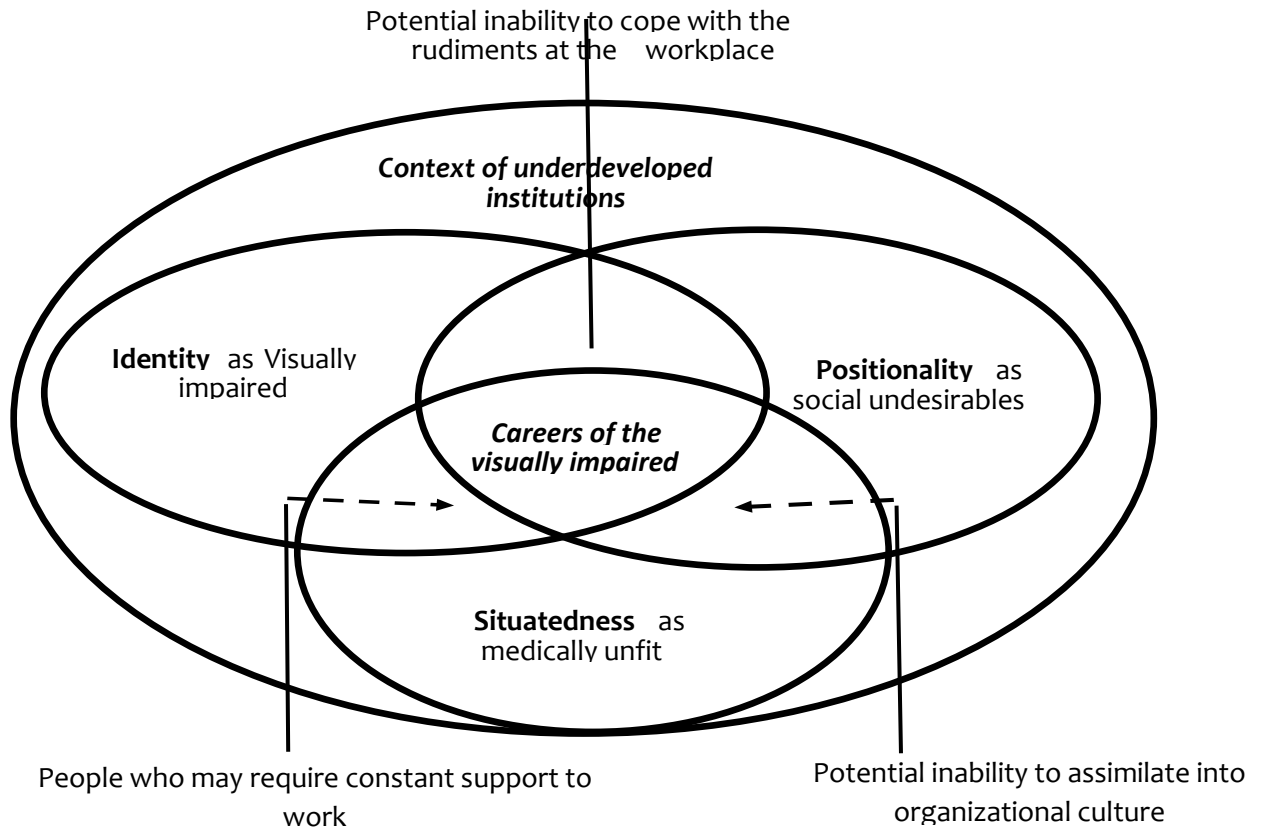 Potential inability to cope with the
rudiments at the workplace
Context of underdeveloped
institutions
Identity as Visually
impaired
Positionality as
social undesirables
Careers of the
visually impaired
Situatedness as
medically unfit
People who may require constant support to
work
Potential inability to assimilate into
organizational culture